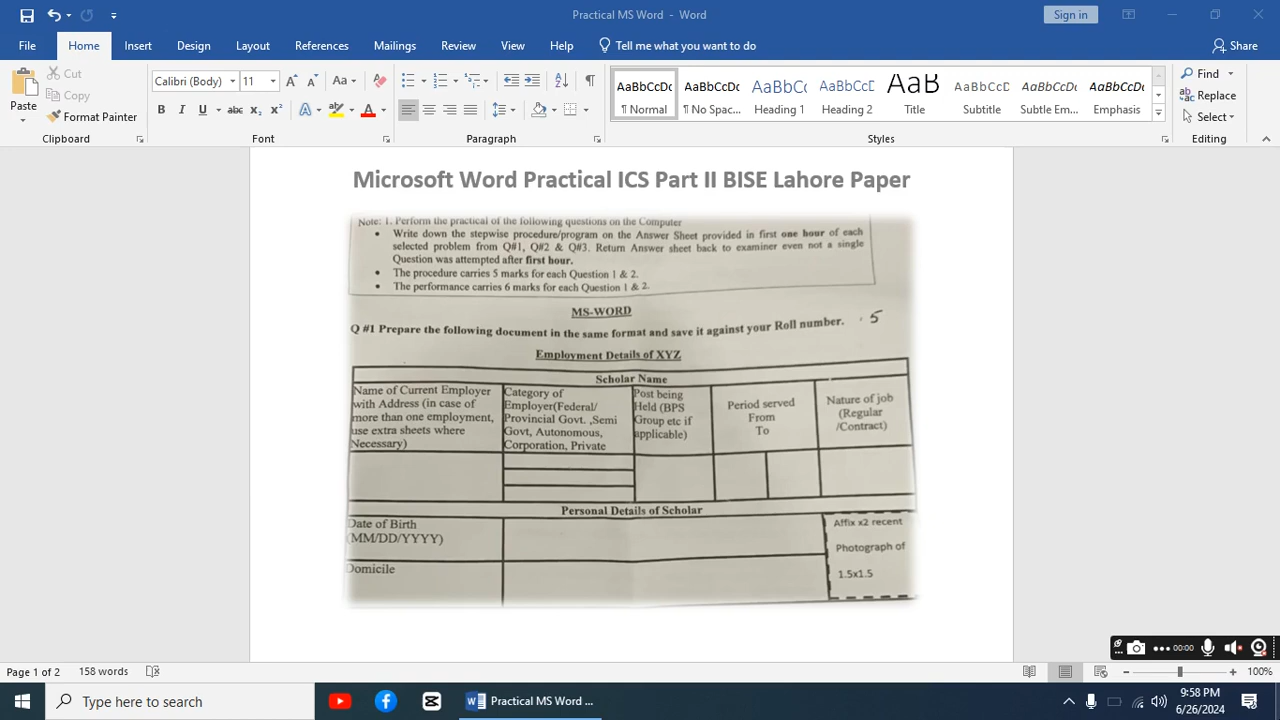 Practical MS Word - Word
Sign in
File Home Insert Design Layout References Mailings Review View Help Tell me what you want to do Share
Paste
Cut
Copy
Format Painter
Clipboard
Calibri (Body) 11
Font
Paragraph
AaBbCcDc AaBbCcDc AaBbCc AaBbCcC AaB AaBbCcD AaBbCcDc AaBbCcDc
¶ Normal ¶ No Spac... Heading 1 Heading 2 Title Subtitle Subtle Em... Emphasis
Styles
Find
Replace
Select
Editing
Microsoft Word Practical ICS Part II BISE Lahore Paper
Note: 1. Perform the practical of the following questions on the Computer
• Write down the stepwise procedure/program on the Answer Sheet provided in first one hour of each
selected problem from Q#1, Q#2 & Q#3. Return Answer sheet back to examiner even not a single
Question was attempted after first hour.
• The procedure carries 5 marks for each Question 1 & 2.
• The performance carries 6 marks for each Question 1 & 2.
MS-WORD
Q #1 Prepare the following document in the same format and save it against your Roll number. 5
Employment Details of XYZ
Scholar Name
Name of Current Employer
with Address (in case of
more than one employment,
use extra sheets where
Necessary)
Category of
Employer(Federal/
Provincial Govt. ,Semi
Govt, Autonomous,
Corporation, Private
Post being
Held (BPS
Group etc if
applicable)
Period served
From
To
Nature of job
(Regular
/Contract)
Personal Details of Scholar
Date of Birth
(MM/DD/YYYY)
Domicile
Affix x2 recent
Photograph of
1.5x1.5
00:00
Page 1 of 2 158 words 100%
Type here to search
Practical MS Word ...
9:58 PM
6/26/2024